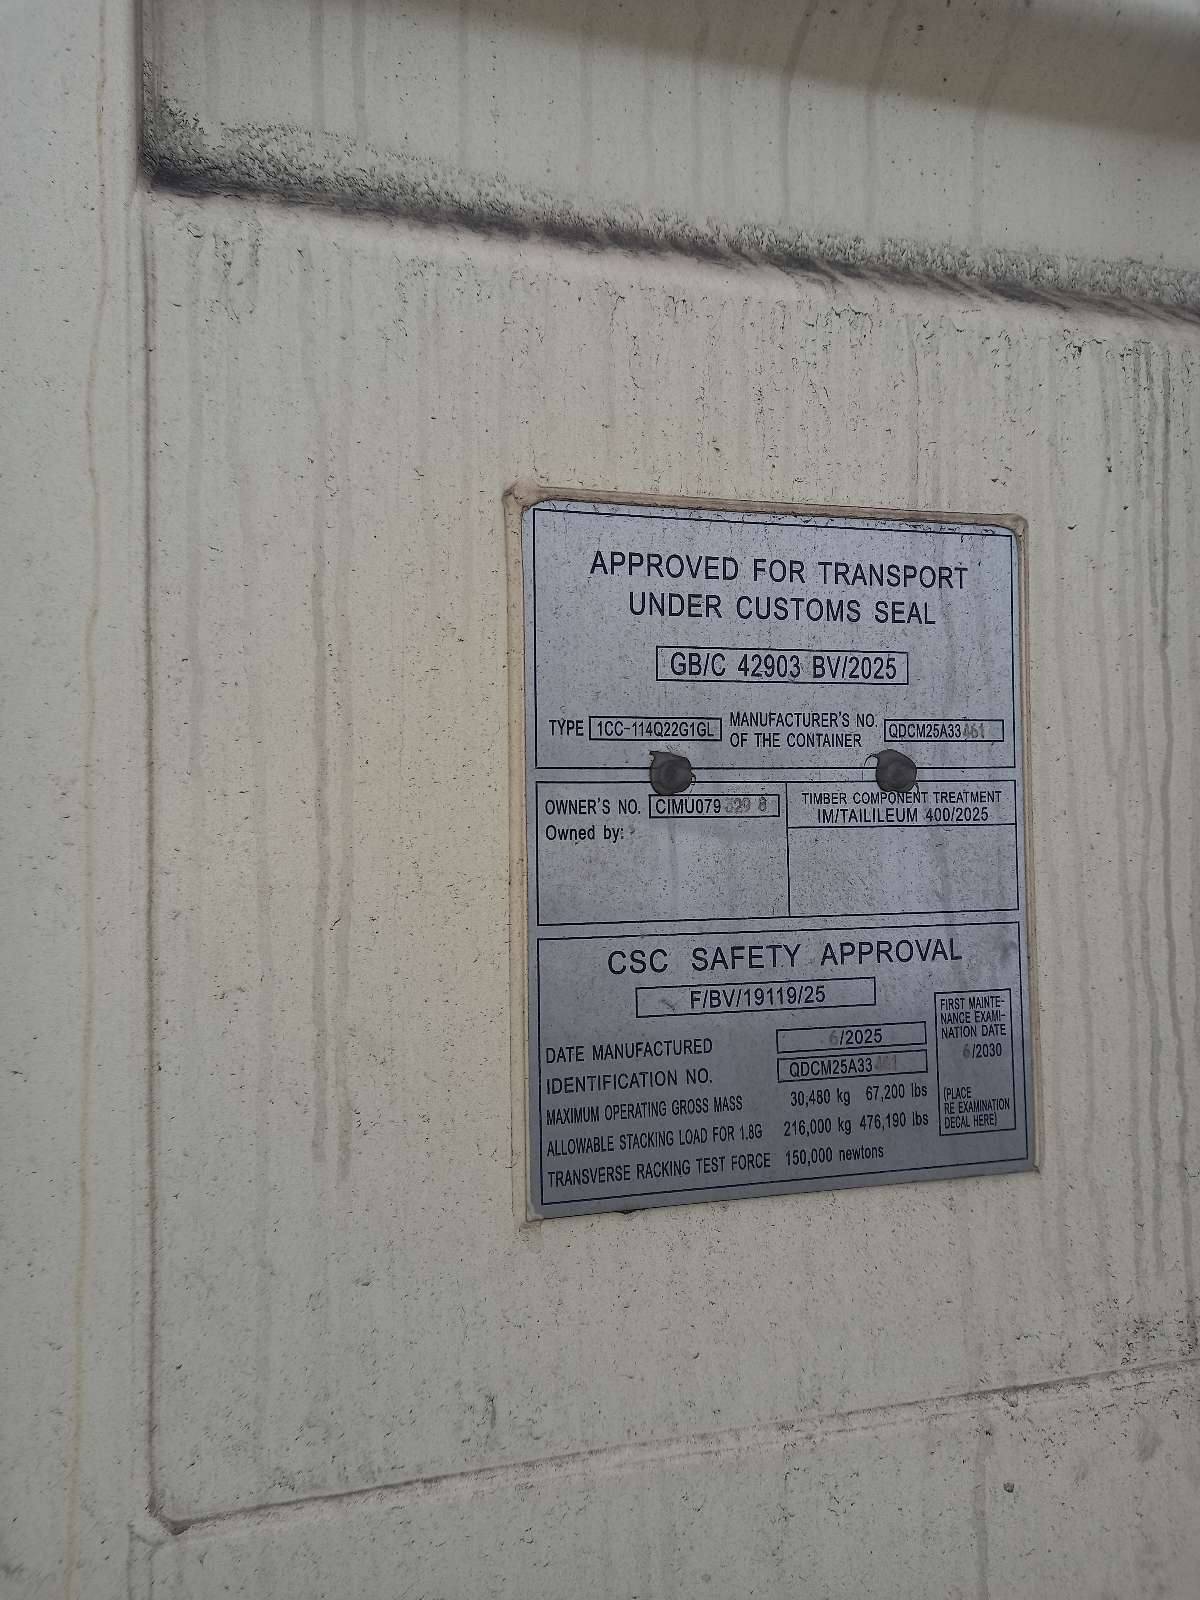 APPROVED FOR TRANSPORT
UNDER CUSTOMS SEAL
GB/C 42903 BV/2025
TYPE 1CC-114Q22G1GL
MANUFACTURER'S NO.
OF THE CONTAINER
OWNER'S NO.
Owned by:
TIMBER COMPONENT TREATMENT
IM/TAILILEUM 400/2025
CSC SAFETY APPROVAL
F/BV/19119/25
DATE MANUFACTURED 6/2025
IDENTIFICATION NO.
MAXIMUM OPERATING GROSS MASS 30,480 kg 67,200 lbs
ALLOWABLE STACKING LOAD FOR 1.8G 216,000 kg 476,190 lbs
TRANSVERSE RACKING TEST FORCE 150,000 newtons
FIRST MAINTE-
NANCE EXAMI-
NATION DATE
6/2030
(PLACE
RE EXAMINATION
DECAL HERE)